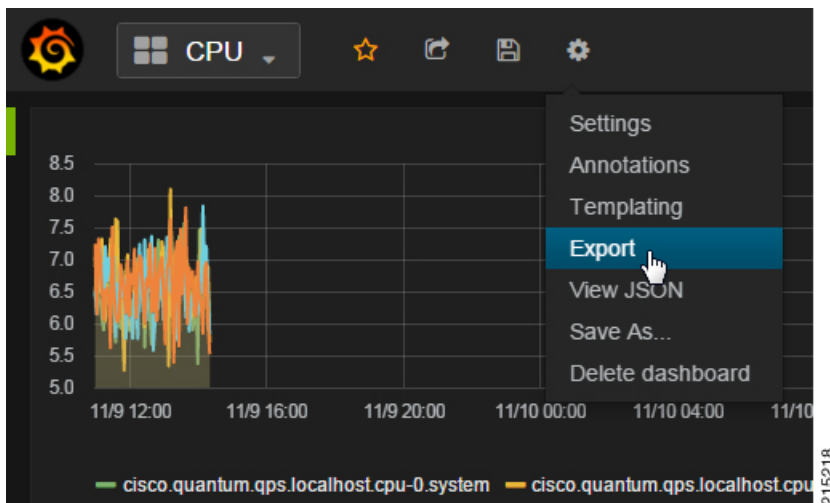 CPU
Settings
Annotations
Templating
Export
View JSON
Save As...
Delete dashboard
8.5
8.0
7.5
7.0
6.5
6.0
5.5
5.0
11/9 12:00 11/9 16:00 11/9 20:00 11/10 00:00 11/10 04:00 11/10
cisco.quantum.qps.localhost.cpu-0.system cisco.quantum.qps.localhost.cpu